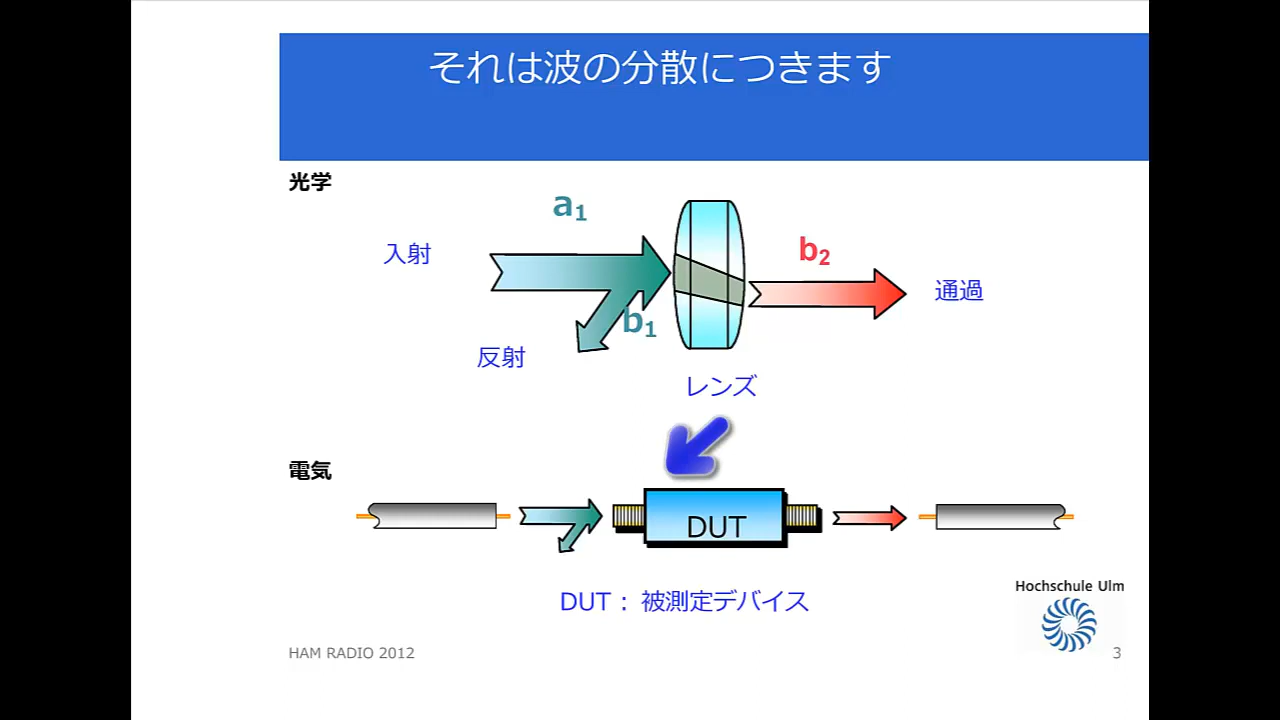 それは波の分散につきます
光学
a₁
入射
b₂
通過
b₁
反射
レンズ
電気
DUT
DUT： 被測定デバイス
Hochschule Ulm
HAM RADIO 2012
3